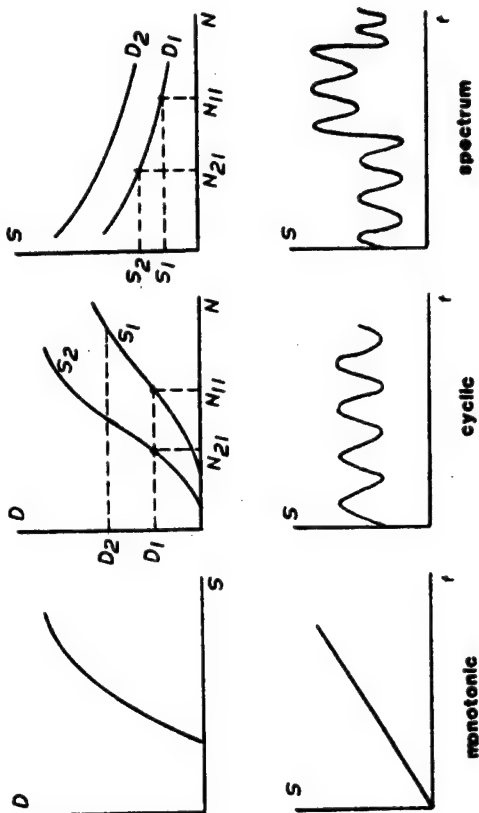 D
S
D
S2
S1
D2
D1
N21
N11
N
S
D2
D1
S2
S1
N21
N11
N
S
t
monotonic
S
t
cyclic
S
t
spectrum